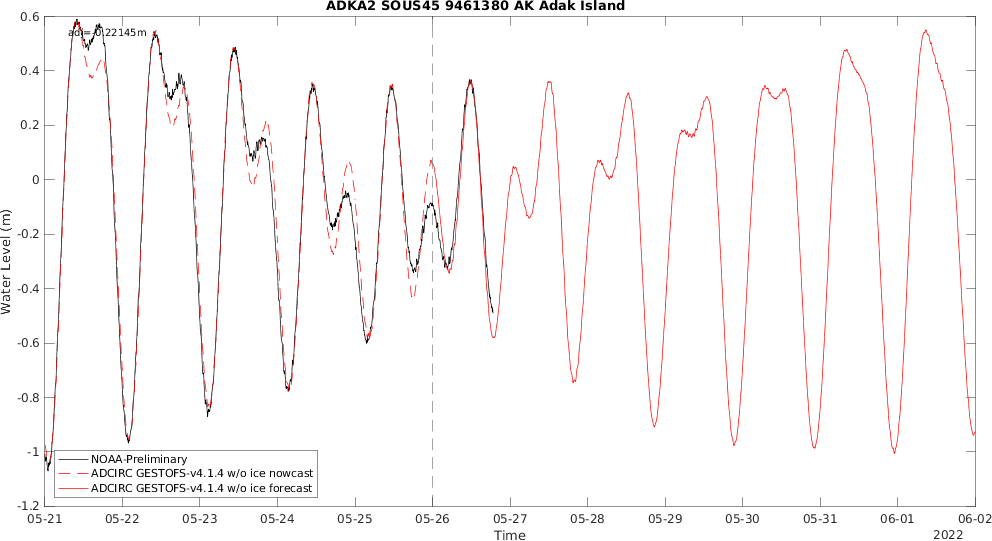 ADKA2 SOUS45 9461380 AK Adak Island
adj=-0.22145m
0.6
0.4
0.2
0
-0.2
-0.4
-0.6
-0.8
-1
-1.2
Water Level (m)
NOAA-Preliminary
ADCIRC GESTOFS-v4.1.4 w/o ice nowcast
ADCIRC GESTOFS-v4.1.4 w/o ice forecast
05-21 05-22 05-23 05-24 05-25 05-26 05-27 05-28 05-29 05-30 05-31 06-01 06-02
Time
2022